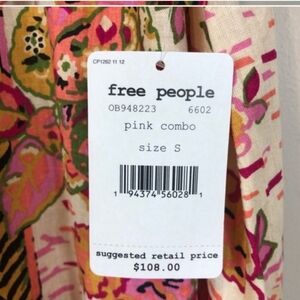 CP1262 11 12
free people
OB948223 6602
pink combo
size S
1 94374 56028 1
suggested retail price
$108.00